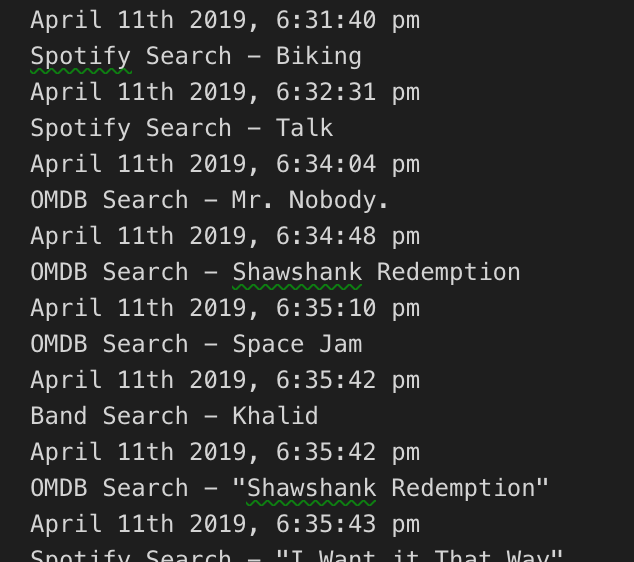 April 11th 2019, 6:31:40 pm
Spotify Search – Biking
April 11th 2019, 6:32:31 pm
Spotify Search – Talk
April 11th 2019, 6:34:04 pm
OMDB Search – Mr. Nobody.
April 11th 2019, 6:34:48 pm
OMDB Search – Shawshank Redemption
April 11th 2019, 6:35:10 pm
OMDB Search – Space Jam
April 11th 2019, 6:35:42 pm
Band Search – Khalid
April 11th 2019, 6:35:42 pm
OMDB Search – "Shawshank Redemption"
April 11th 2019, 6:35:43 pm
Spotify Search – "I Want it That Way"